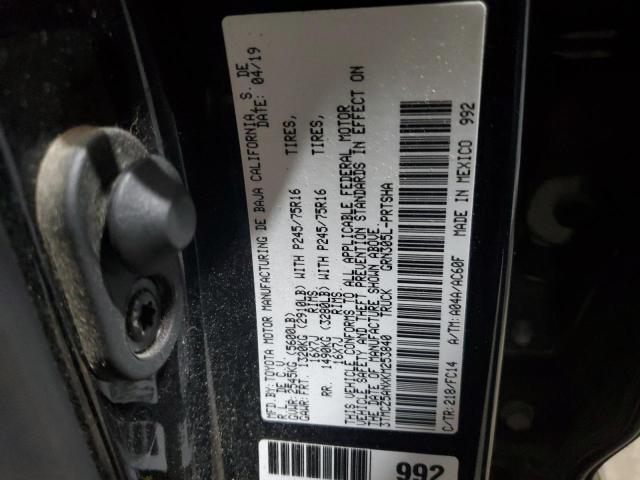 MFD. BY: TOYOTA MOTOR MANUFACTURING DE BAJA CALIFORNIA, S. DE
R.L. DE C.V. DATE: 04/19
GVWR: 2545KG (5600LB)
GAWR: FRT 1320KG (2910LB) WITH P245/75R16 TIRES,
16X7J RIMS,
RR. 1490KG (3280LB) WITH P245/75R16 TIRES,
16X7J RIMS.
THIS VEHICLE CONFORMS TO ALL APPLICABLE FEDERAL MOTOR
VEHICLE SAFETY AND THEFT PREVENTION STANDARDS IN EFFECT ON
THE DATE OF MANUFACTURE SHOWN ABOVE.
TRUCK GRN305L-PRTSHA
C/TR: 218/FC14 A/TM: A04A/AC60F MADE IN MEXICO 992
992